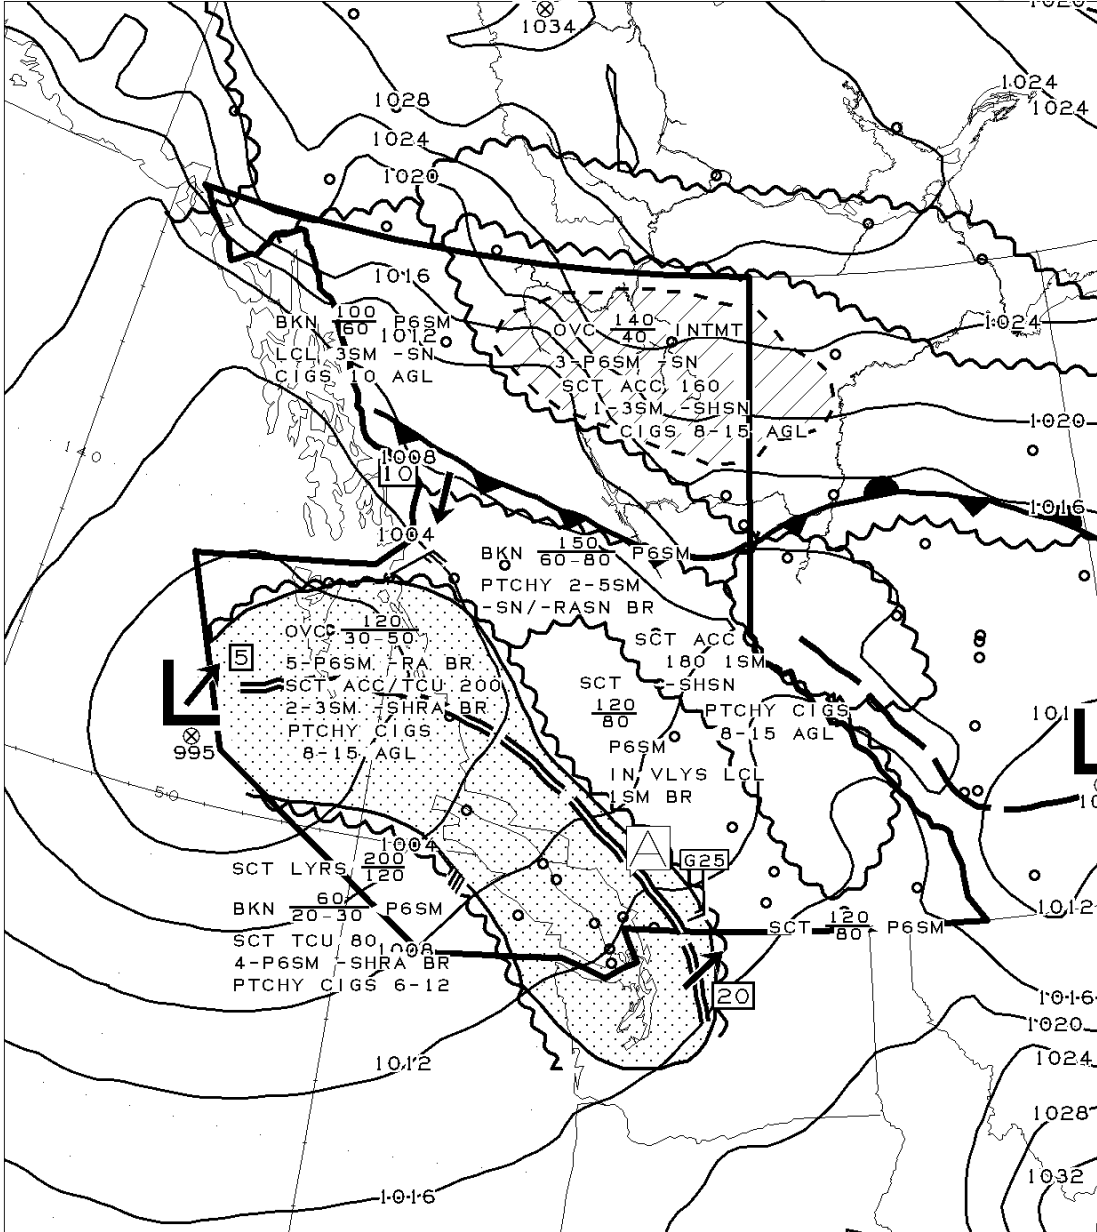 1020
1034
1024
1024
1028
1024
1020
1016
1024
BKN 100/60 P6SM
1012
LCL 3SM -SN
CIGS 10 AGL
OVC 140/40 INTMT
3-P6SM -SN
SCT ACC 160
1-3SM -SHSN
CIGS 8-15 AGL
1020
140
1008
10
1016
1004
BKN 150/60-80 P6SM
PTCHY 2-5SM
-SN/-RASN BR
OVC 120/30-50
5-P6SM -RA BR
SCT ACC/TCU 200
2-3SM -SHRA BR
PTCHY CIGS
8-15 AGL
5
L
995
SCT ACC
180 1SM
-SHSN
PTCHY CIGS
8-15 AGL
SCT
120/80
P6SM
IN VLYS LCL
1SM BR
L
50
1004
A
G25
SCT LYRS 200/120
BKN 60/20-30 P6SM
SCT TCU 80
1008
4-P6SM -SHRA BR
PTCHY CIGS 6-12
SCT 120/80 P6SM
1012
20
1016
1020
1012
1024
1028
1032
1016